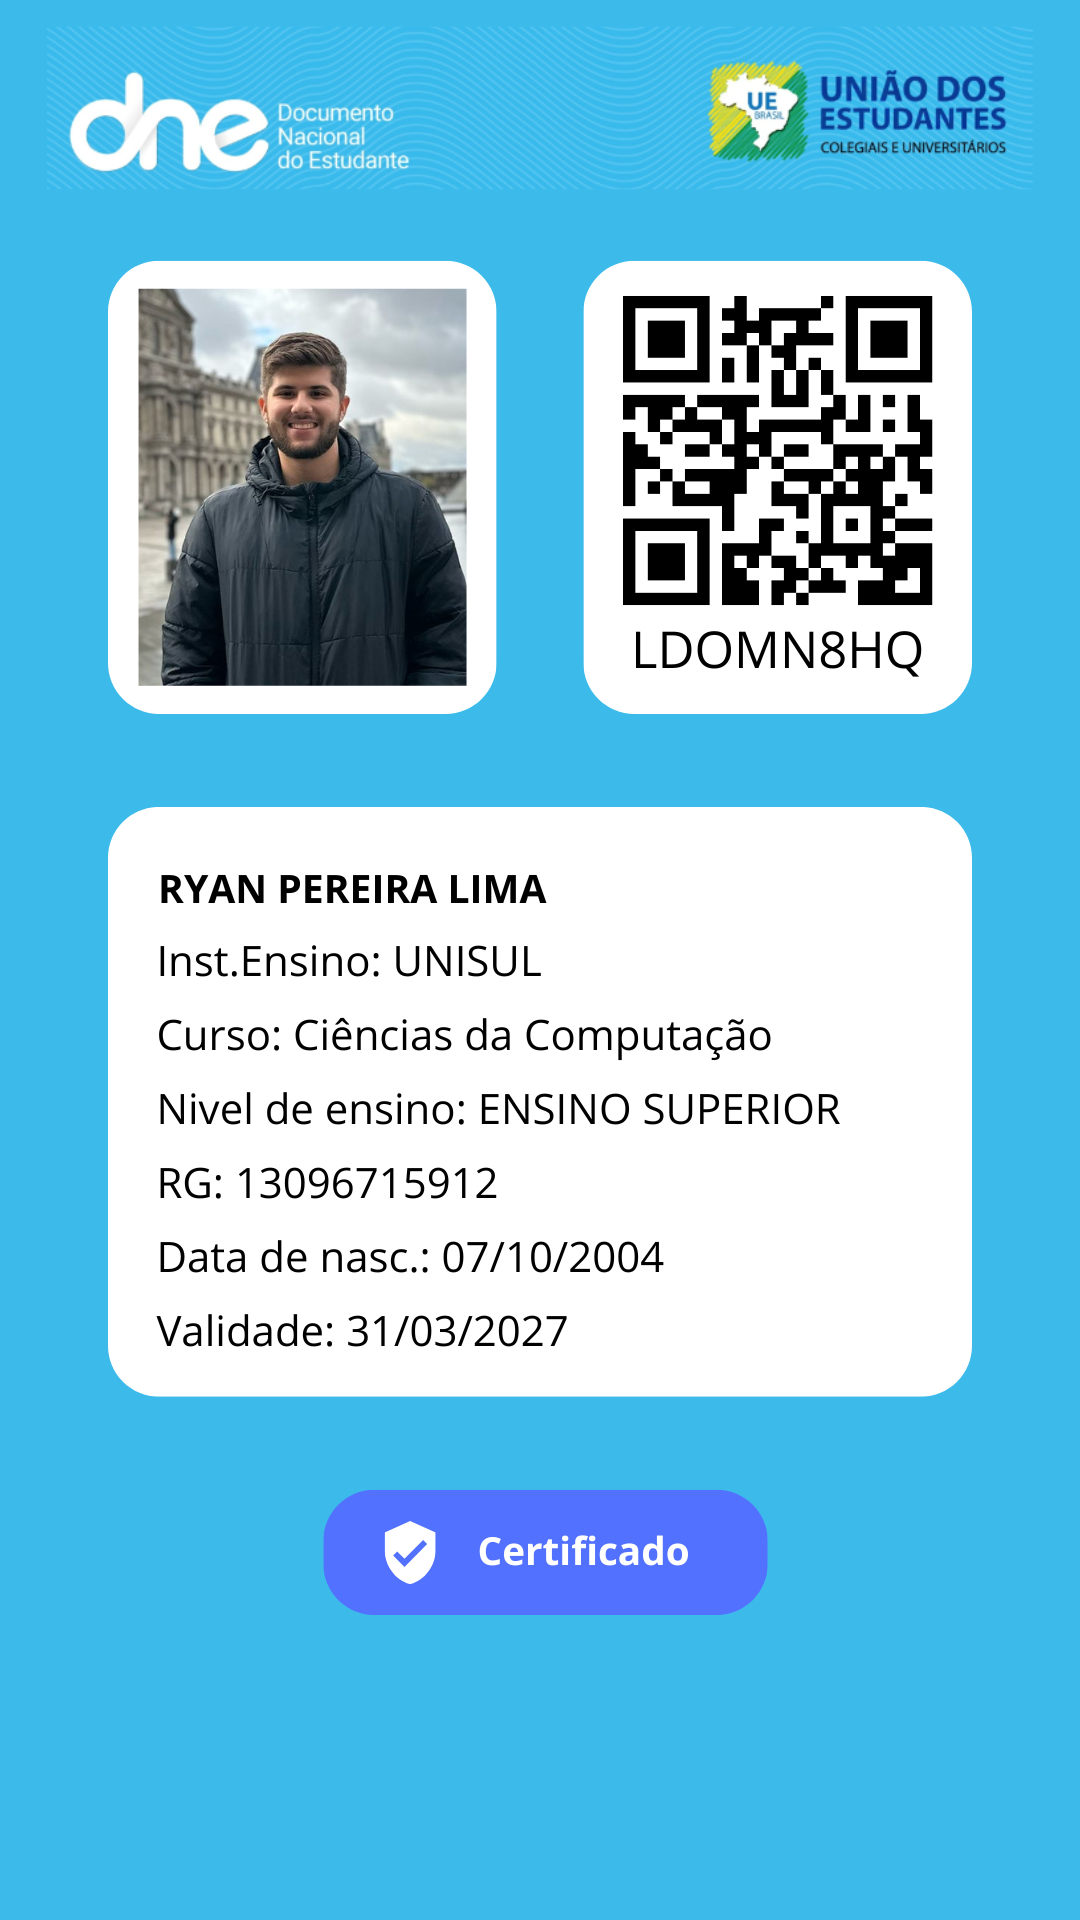 dne
Documento
Nacional
do Estudante
UE
BRASIL
UNIÃO DOS
ESTUDANTES
COLEGIAIS E UNIVERSITÁRIOS
LDOMN8HQ
RYAN PEREIRA LIMA
Inst.Ensino: UNISUL
Curso: Ciências da Computação
Nivel de ensino: ENSINO SUPERIOR
RG: 13096715912
Data de nasc.: 07/10/2004
Validade: 31/03/2027
Certificado